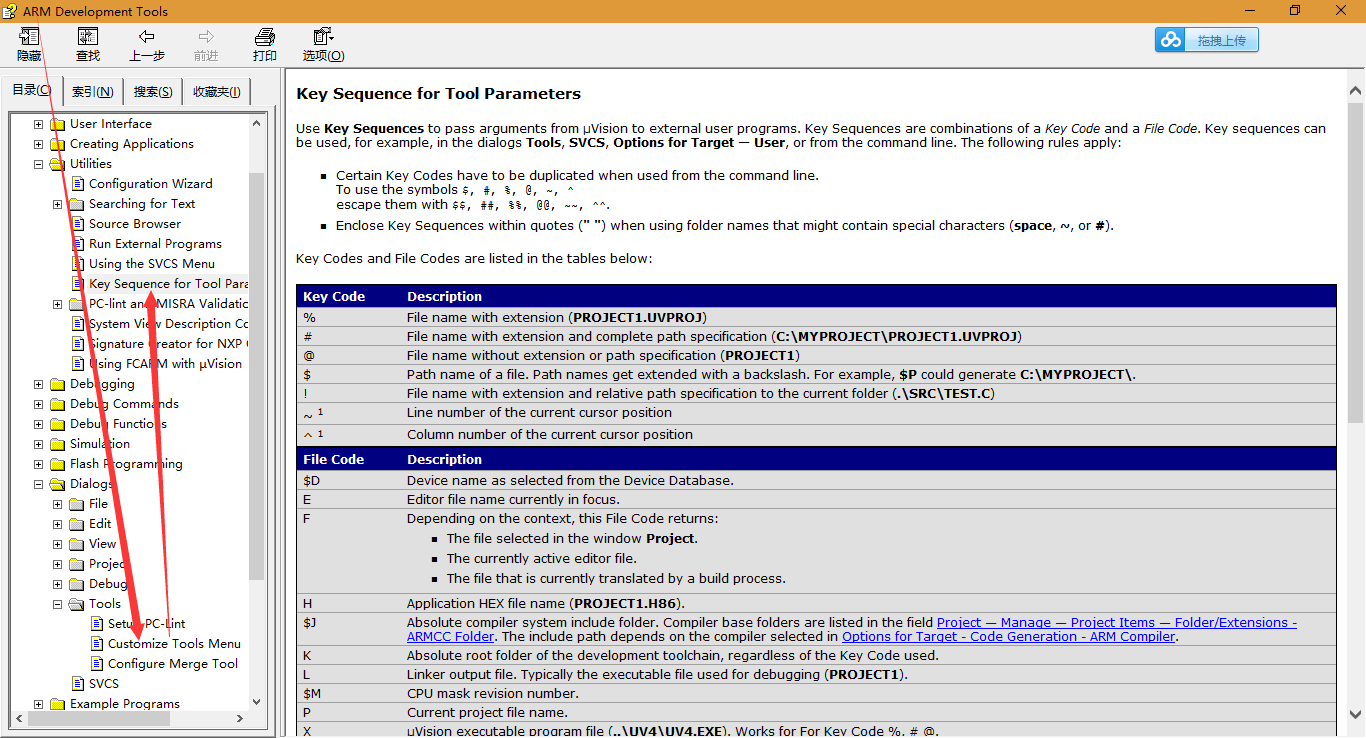 ARM Development Tools
隐藏 查找 上一步 前进 打印 选项(O)
拖拽上传
目录(C) 索引(N) 搜索(S) 收藏夹(I)
User Interface
Creating Applications
Utilities
Configuration Wizard
Searching for Text
Source Browser
Run External Programs
Using the SVCS Menu
Key Sequence for Tool Para
PC-lint and MISRA Validatic
System View Description Cc
Signature Creator for NXP
Using FCARM with µVision
Debugging
Debug Commands
Debug Functions
Simulation
Flash Programming
Dialogs
File
Edit
View
Project
Debug
Tools
Setup PC-Lint
Customize Tools Menu
Configure Merge Tool
SVCS
Example Programs
Key Sequence for Tool Parameters
Use Key Sequences to pass arguments from µVision to external user programs. Key Sequences are combinations of a Key Code and a File Code. Key sequences can
be used, for example, in the dialogs Tools, SVCS, Options for Target — User, or from the command line. The following rules apply:
Certain Key Codes have to be duplicated when used from the command line.
To use the symbols $, #, %, @, ~, ^
escape them with $$, ##, %%, @@, ~~, ^^.
Enclose Key Sequences within quotes (" ") when using folder names that might contain special characters (space, ~, or #).
Key Codes and File Codes are listed in the tables below:
Key Code Description
% File name with extension (PROJECT1.UVPROJ)
# File name with extension and complete path specification (C:\MYPROJECT\PROJECT1.UVPROJ)
@ File name without extension or path specification (PROJECT1)
$ Path name of a file. Path names get extended with a backslash. For example, $P could generate C:\MYPROJECT\.
! File name with extension and relative path specification to the current folder (.\SRC\TEST.C)
~ 1 Line number of the current cursor position
^ 1 Column number of the current cursor position
File Code Description
$D Device name as selected from the Device Database.
E Editor file name currently in focus.
F Depending on the context, this File Code returns:
The file selected in the window Project.
The currently active editor file.
The file that is currently translated by a build process.
H Application HEX file name (PROJECT1.H86).
$J Absolute compiler system include folder. Compiler base folders are listed in the field Project — Manage — Project Items — Folder/Extensions -
ARMCC Folder. The include path depends on the compiler selected in Options for Target - Code Generation - ARM Compiler.
K Absolute root folder of the development toolchain, regardless of the Key Code used.
L Linker output file. Typically the executable file used for debugging (PROJECT1).
$M CPU mask revision number.
P Current project file name.
X µVision executable program file (..\UV4\UV4.EXE). Works for For Key Code %, # @.